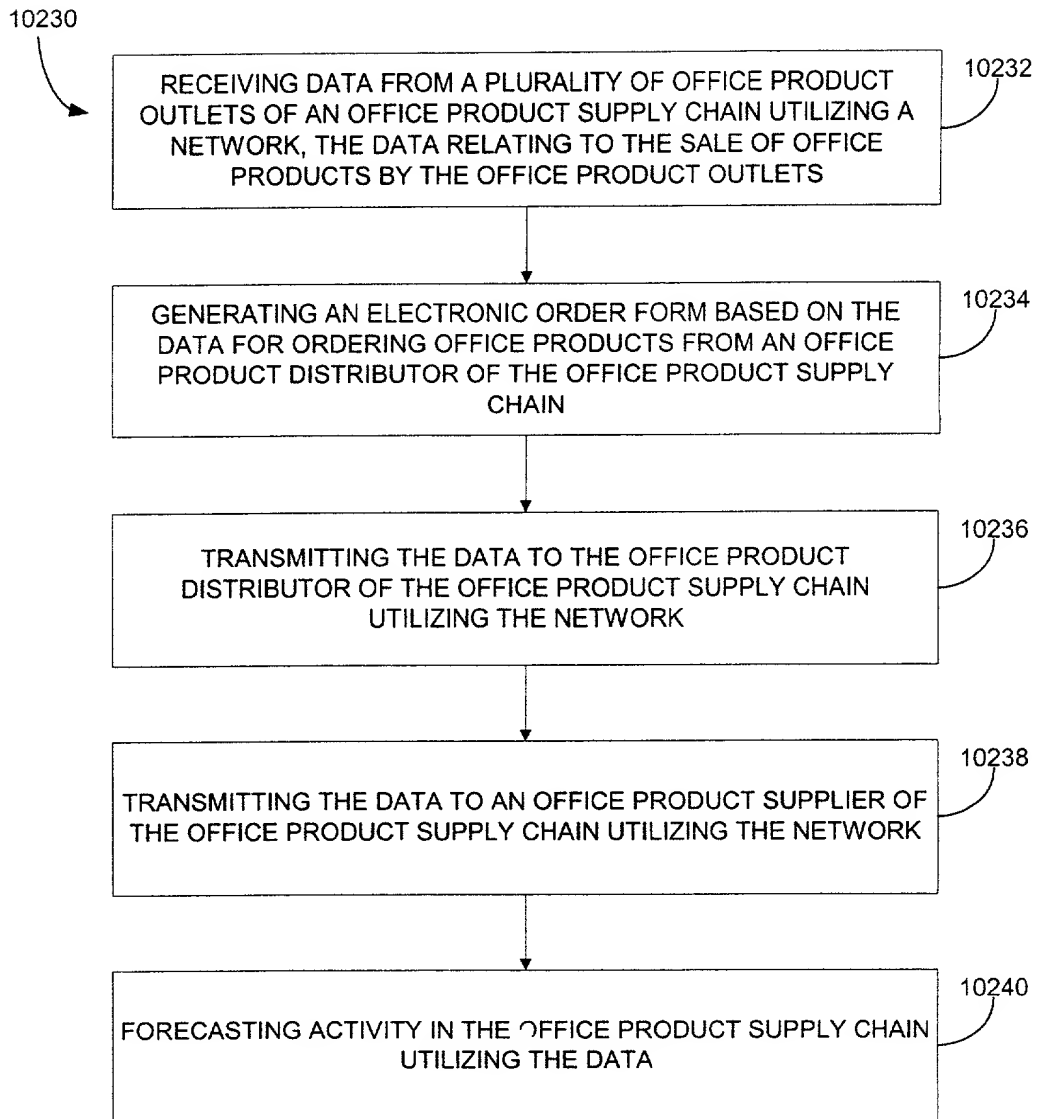 10230
RECEIVING DATA FROM A PLURALITY OF OFFICE PRODUCT
OUTLETS OF AN OFFICE PRODUCT SUPPLY CHAIN UTILIZING A
NETWORK, THE DATA RELATING TO THE SALE OF OFFICE
PRODUCTS BY THE OFFICE PRODUCT OUTLETS
10232
GENERATING AN ELECTRONIC ORDER FORM BASED ON THE
DATA FOR ORDERING OFFICE PRODUCTS FROM AN OFFICE
PRODUCT DISTRIBUTOR OF THE OFFICE PRODUCT SUPPLY
CHAIN
10234
TRANSMITTING THE DATA TO THE OFFICE PRODUCT
DISTRIBUTOR OF THE OFFICE PRODUCT SUPPLY CHAIN
UTILIZING THE NETWORK
10236
TRANSMITTING THE DATA TO AN OFFICE PRODUCT SUPPLIER OF
THE OFFICE PRODUCT SUPPLY CHAIN UTILIZING THE NETWORK
10238
FORECASTING ACTIVITY IN THE OFFICE PRODUCT SUPPLY CHAIN
UTILIZING THE DATA
10240